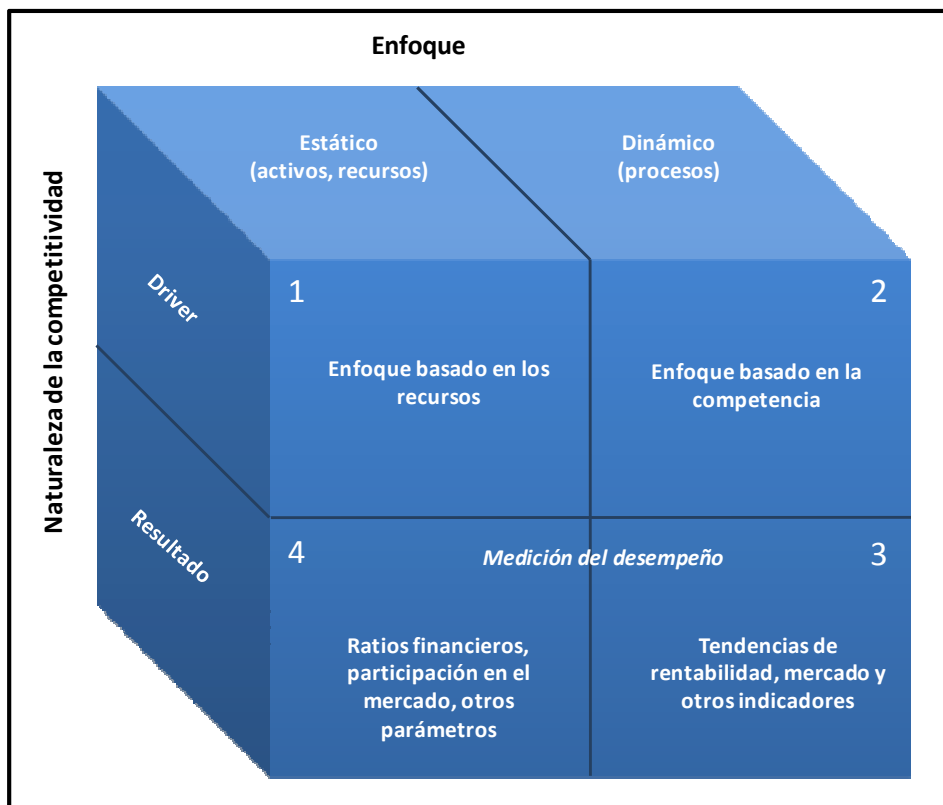 Enfoque
Estático
(activos, recursos)
Dinámico
(procesos)
Naturaleza de la competitividad
Driver
Resultado
1
Enfoque basado en los
recursos
2
Enfoque basado en la
competencia
4
Medición del desempeño
3
Ratios financieros,
participación en el
mercado, otros
parámetros
Tendencias de
rentabilidad, mercado y
otros indicadores